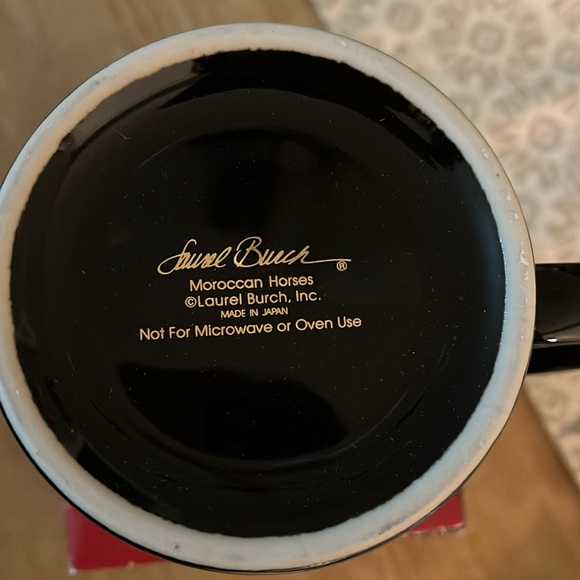 Laurel Burch ®
Moroccan Horses
©Laurel Burch, Inc.
MADE IN JAPAN
Not For Microwave or Oven Use